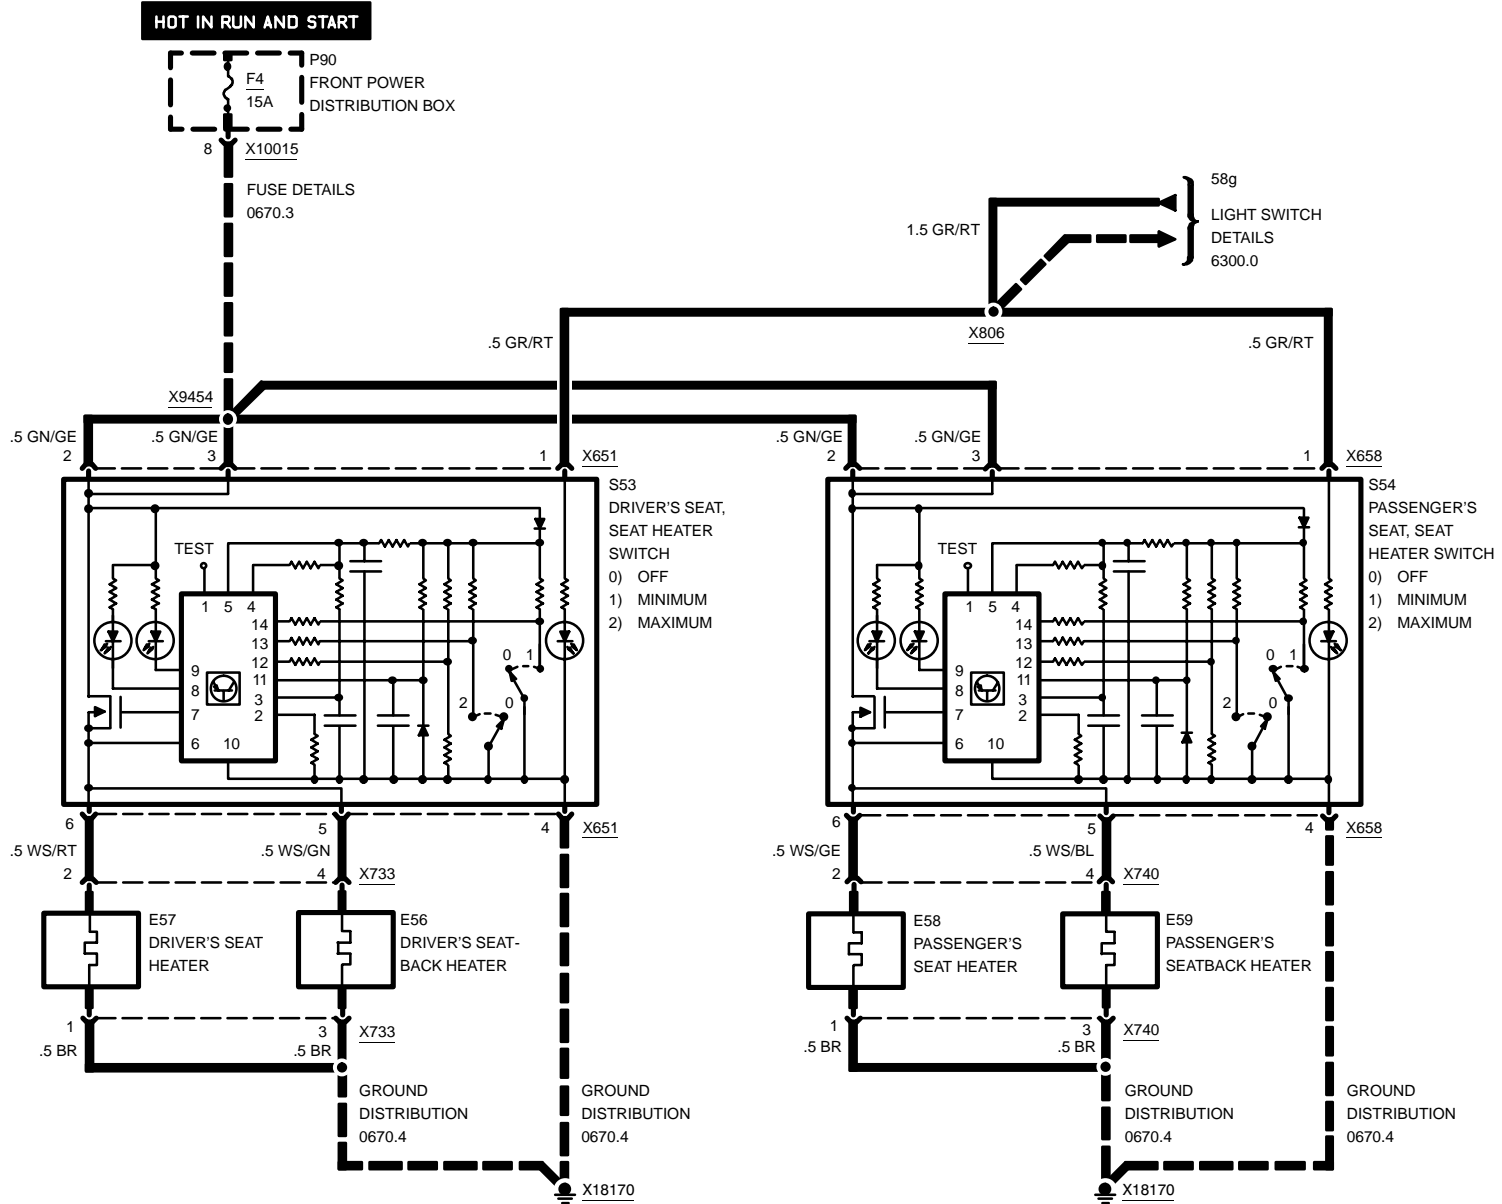 HOT IN RUN AND START
P90
FRONT POWER
DISTRIBUTION BOX
F4
15A
8
X10015
FUSE DETAILS
0670.3
58g
LIGHT SWITCH
DETAILS
6300.0
1.5 GR/RT
X806
.5 GR/RT
.5 GR/RT
X9454
.5 GN/GE
.5 GN/GE
.5 GN/GE
.5 GN/GE
2
3
1
X651
2
3
1
X658
S53
DRIVER'S SEAT,
SEAT HEATER
SWITCH
0) OFF
1) MINIMUM
2) MAXIMUM
TEST
1
5
4
14
13
12
11
3
2
9
8
7
6
10
0
1
2
0
S54
PASSENGER'S
SEAT, SEAT
HEATER SWITCH
0) OFF
1) MINIMUM
2) MAXIMUM
TEST
1
5
4
14
13
12
11
3
2
9
8
7
6
10
0
1
2
0
6
5
4
X651
6
5
4
X658
.5 WS/RT
.5 WS/GN
.5 WS/GE
.5 WS/BL
2
4
X733
2
4
X740
E57
DRIVER'S SEAT
HEATER
E56
DRIVER'S SEAT-
BACK HEATER
E58
PASSENGER'S
SEAT HEATER
E59
PASSENGER'S
SEATBACK HEATER
1
3
X733
1
3
X740
.5 BR
.5 BR
.5 BR
.5 BR
GROUND
DISTRIBUTION
0670.4
GROUND
DISTRIBUTION
0670.4
GROUND
DISTRIBUTION
0670.4
GROUND
DISTRIBUTION
0670.4
X18170
X18170